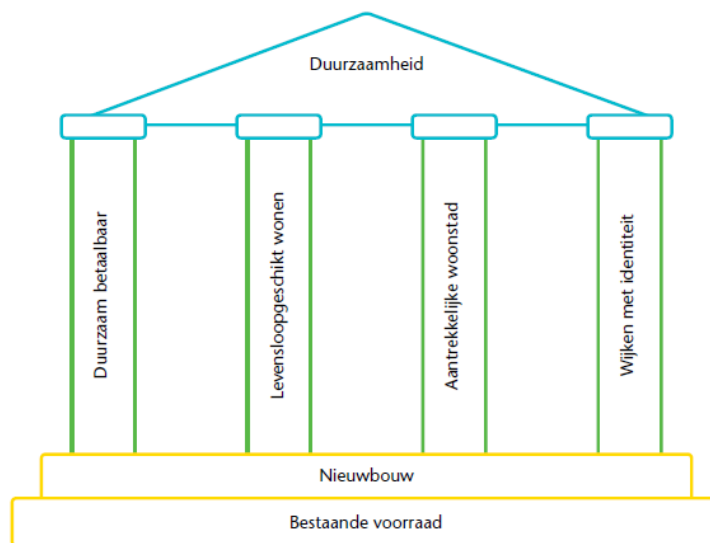 Duurzaamheid
Duurzaam betaalbaar
Levensloopgeschikt wonen
Aantrekkelijke woonstad
Wijken met identiteit
Nieuwbouw
Bestaande voorraad